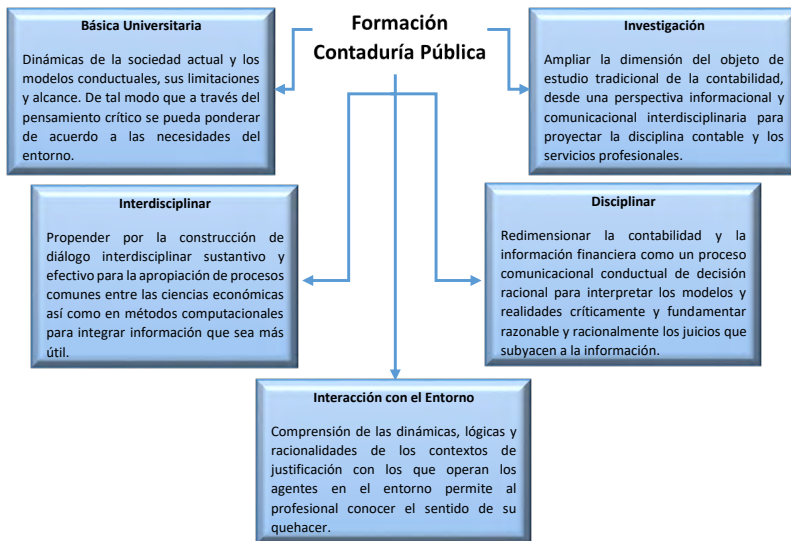 Formación
Contaduría Pública
Básica Universitaria
Dinámicas de la sociedad actual y los
modelos conductuales, sus limitaciones
y alcance. De tal modo que a través del
pensamiento crítico se pueda ponderar
de acuerdo a las necesidades del
entorno.
Investigación
Ampliar la dimensión del objeto de
estudio tradicional de la contabilidad,
desde una perspectiva informacional y
comunicacional interdisciplinaria para
proyectar la disciplina contable y los
servicios profesionales.
Interdisciplinar
Propender por la construcción de
diálogo interdisciplinar sustantivo y
efectivo para la apropiación de procesos
comunes entre las ciencias económicas
así como en métodos computacionales
para integrar información que sea más
útil.
Disciplinar
Redimensionar la contabilidad y la
información financiera como un proceso
comunicacional conductual de decisión
racional para interpretar los modelos y
realidades críticamente y fundamentar
razonable y racionalmente los juicios que
subyacen a la información.
Interacción con el Entorno
Comprensión de las dinámicas, lógicas y
racionalidades de los contextos de
justificación con los que operan los
agentes en el entorno permite al
profesional conocer el sentido de su
quehacer.